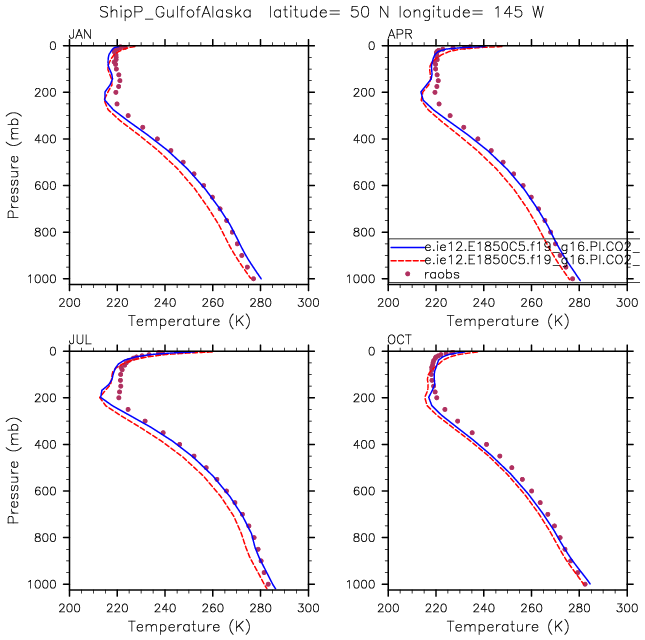 ShipP_GulfofAlaska latitude= 50 N longitude= 145 W
JAN
0
200
400
600
800
1000
Pressure (mb)
200 220 240 260 280 300
Temperature (K)
APR
0
200
400
600
800
1000
e.ie12.E1850C5.f19_g16.PI.CO2_
e.ie12.E1850C5.f19_g16.PI.CO2_
raobs
200 220 240 260 280 300
Temperature (K)
JUL
0
200
400
600
800
1000
Pressure (mb)
200 220 240 260 280 300
Temperature (K)
OCT
0
200
400
600
800
1000
200 220 240 260 280 300
Temperature (K)